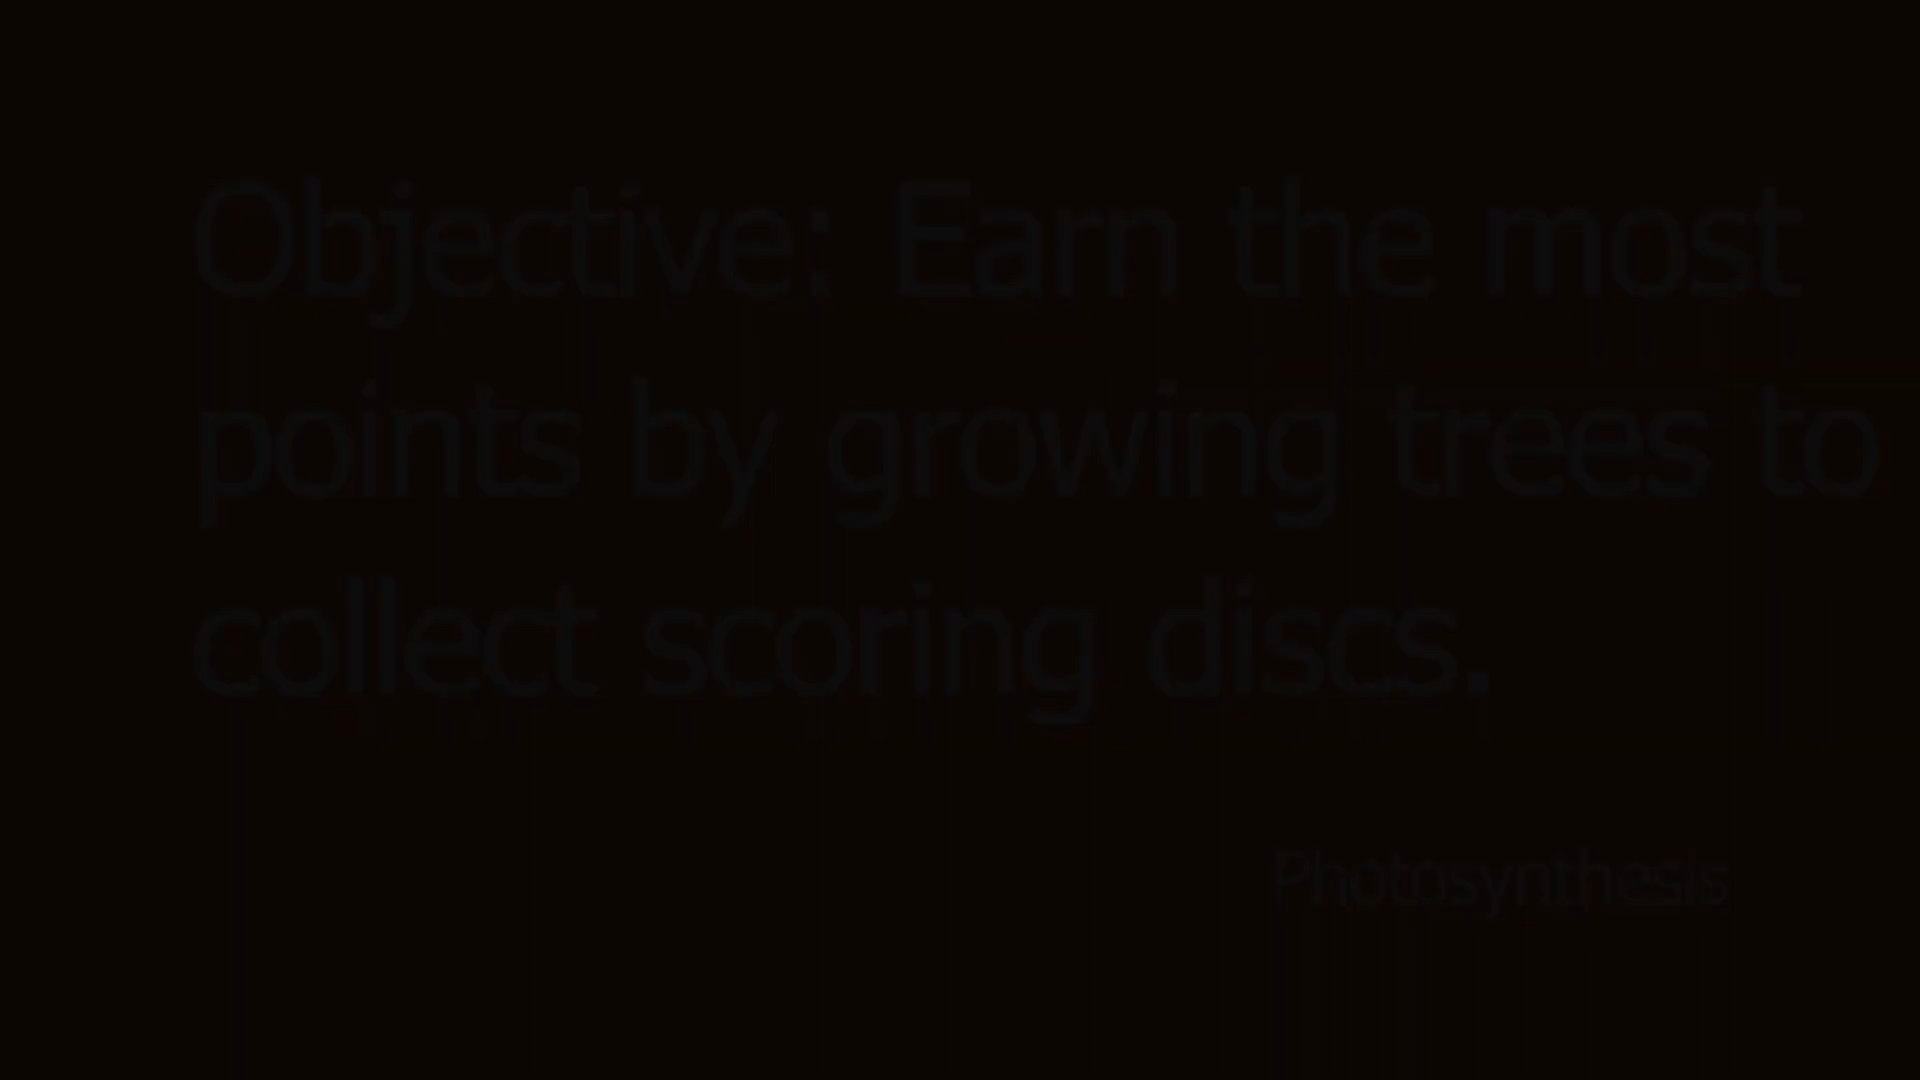 Objective: Earn the most
points by growing trees to
collect scoring discs.
Photosynthesis